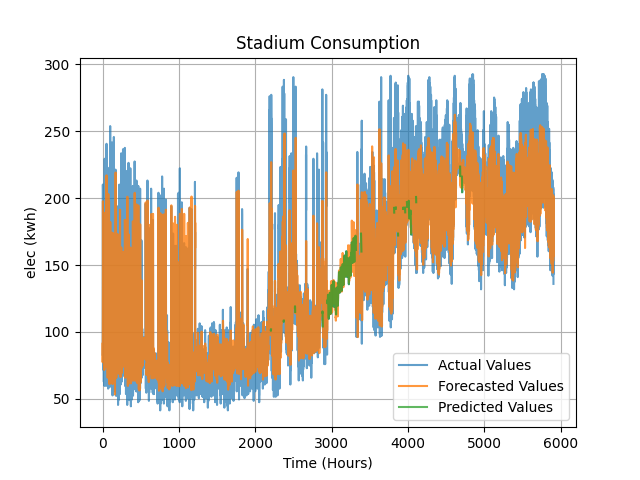 Stadium Consumption
300
250
200
150
100
50
elec (kwh)
0 1000 2000 3000 4000 5000 6000
Time (Hours)
Actual Values
Forecasted Values
Predicted Values